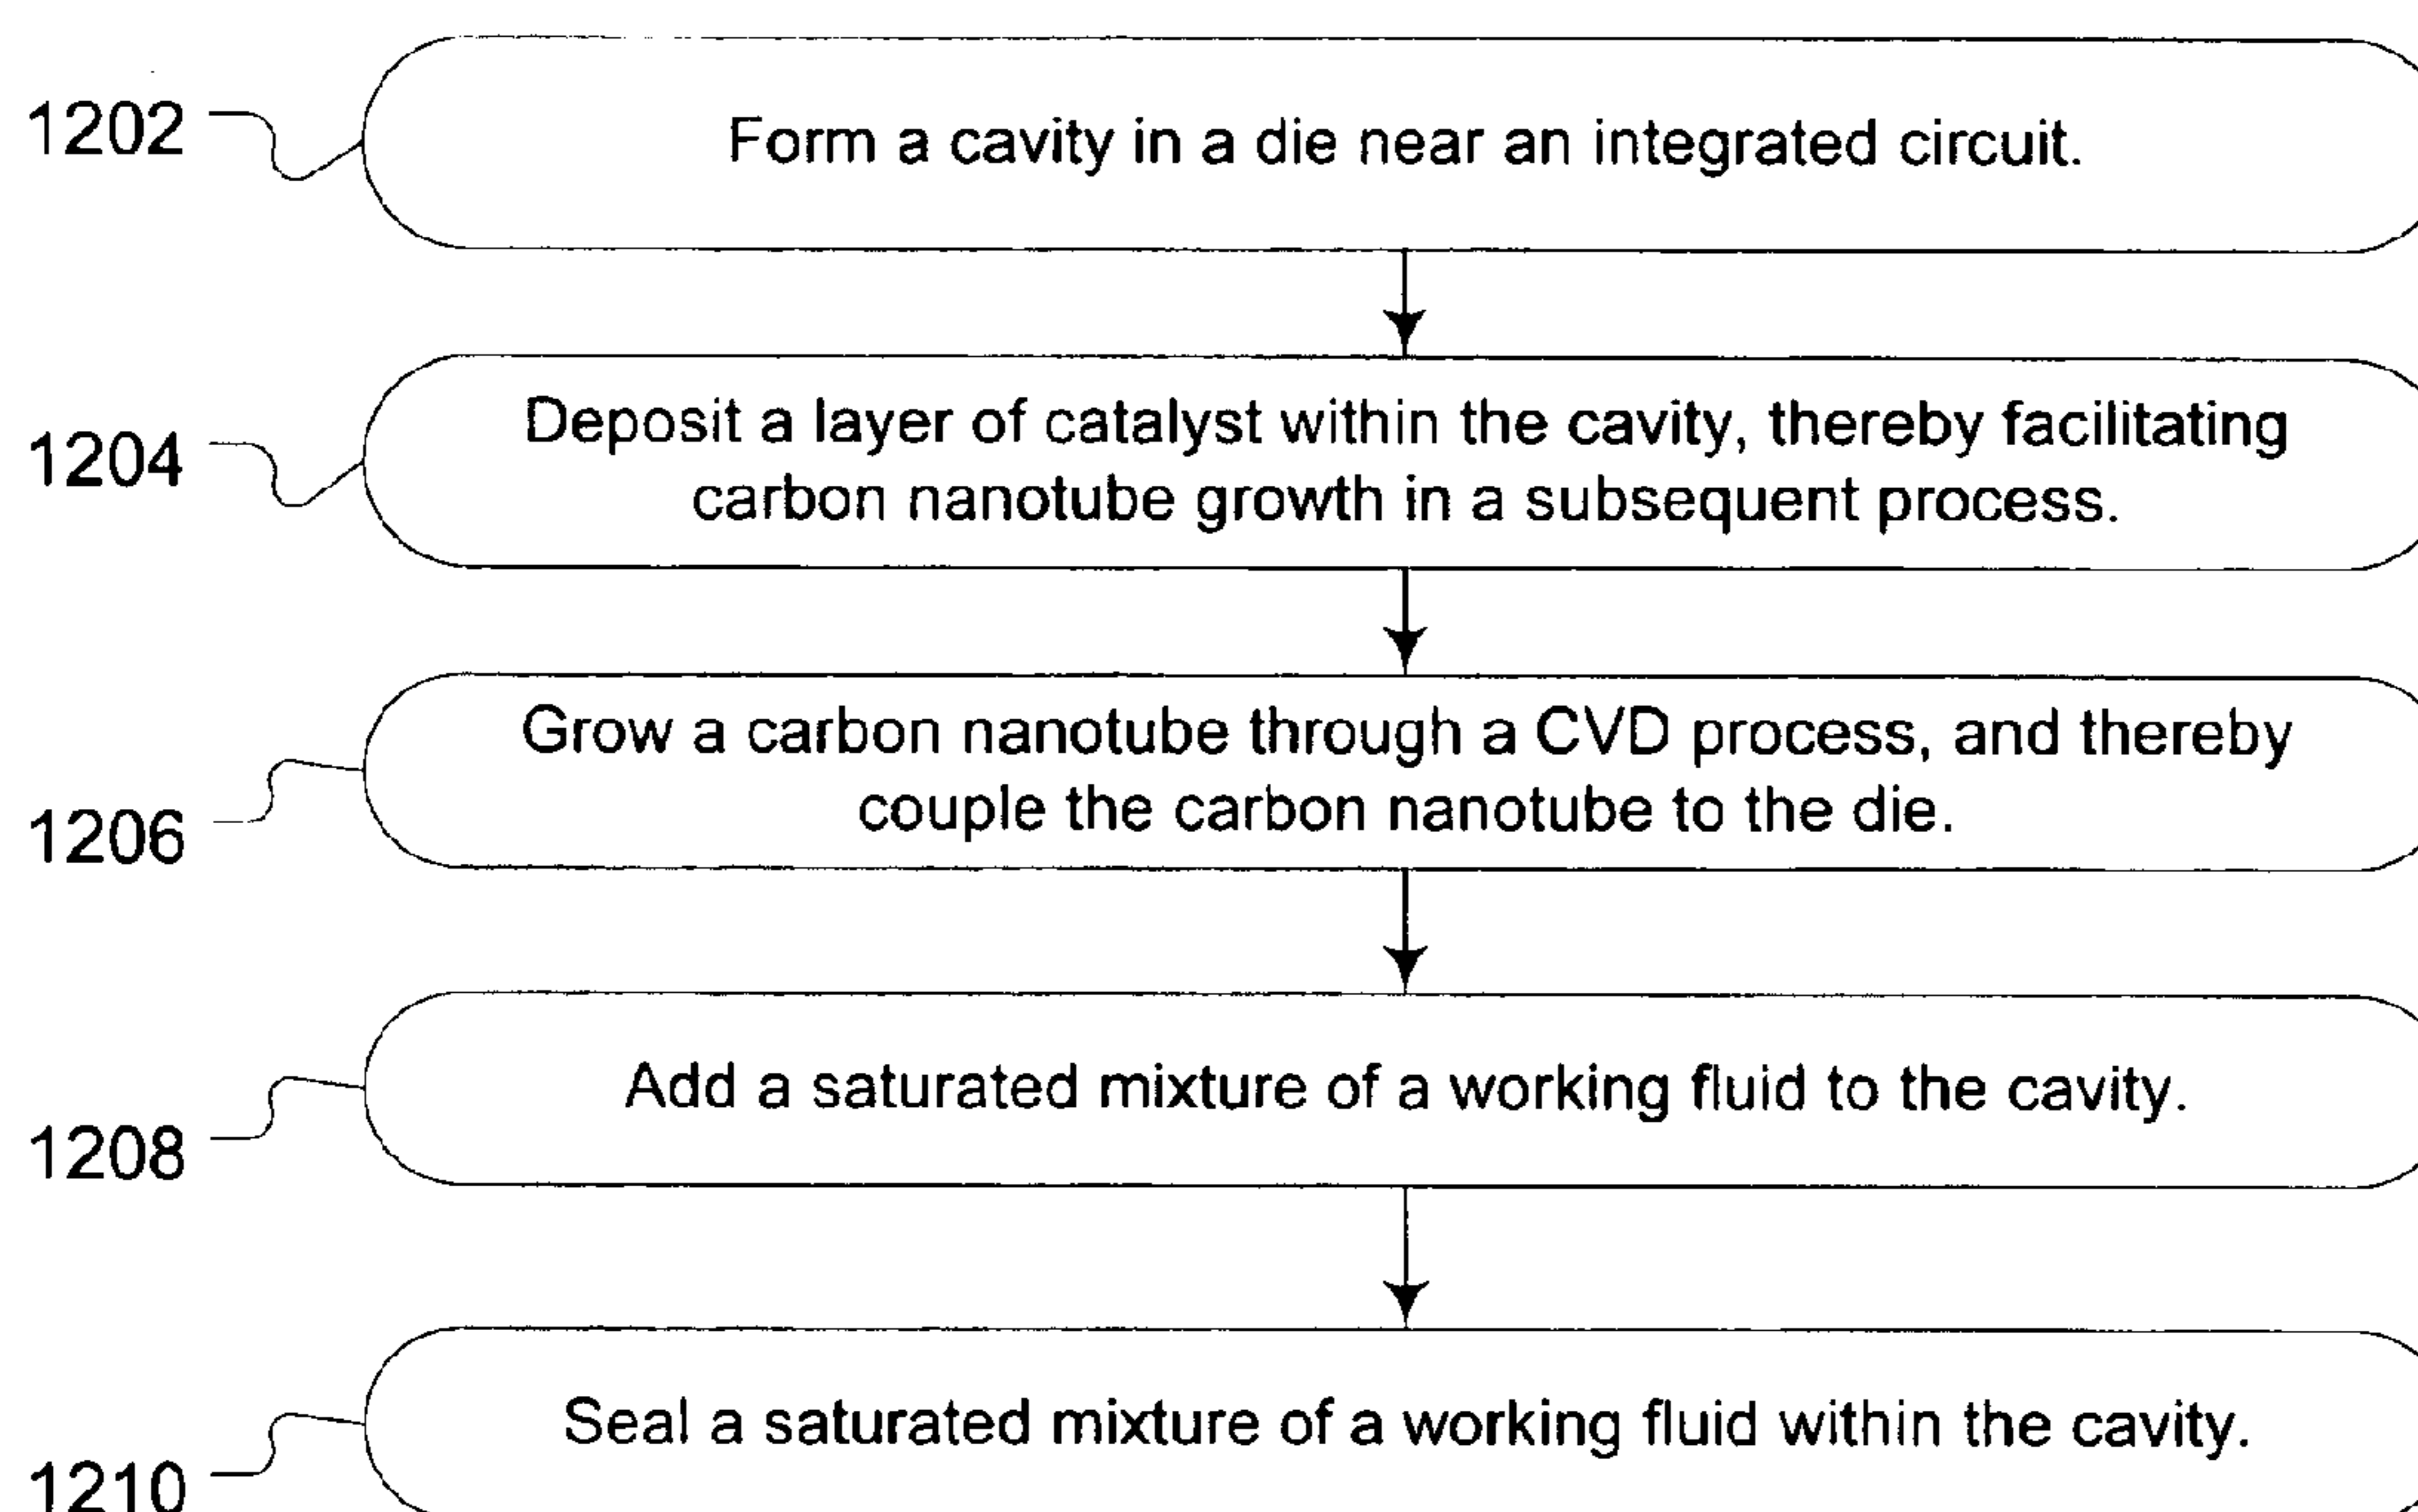 1202
Form a cavity in a die near an integrated circuit.
1204
Deposit a layer of catalyst within the cavity, thereby facilitating
carbon nanotube growth in a subsequent process.
1206
Grow a carbon nanotube through a CVD process, and thereby
couple the carbon nanotube to the die.
1208
Add a saturated mixture of a working fluid to the cavity.
1210
Seal a saturated mixture of a working fluid within the cavity.